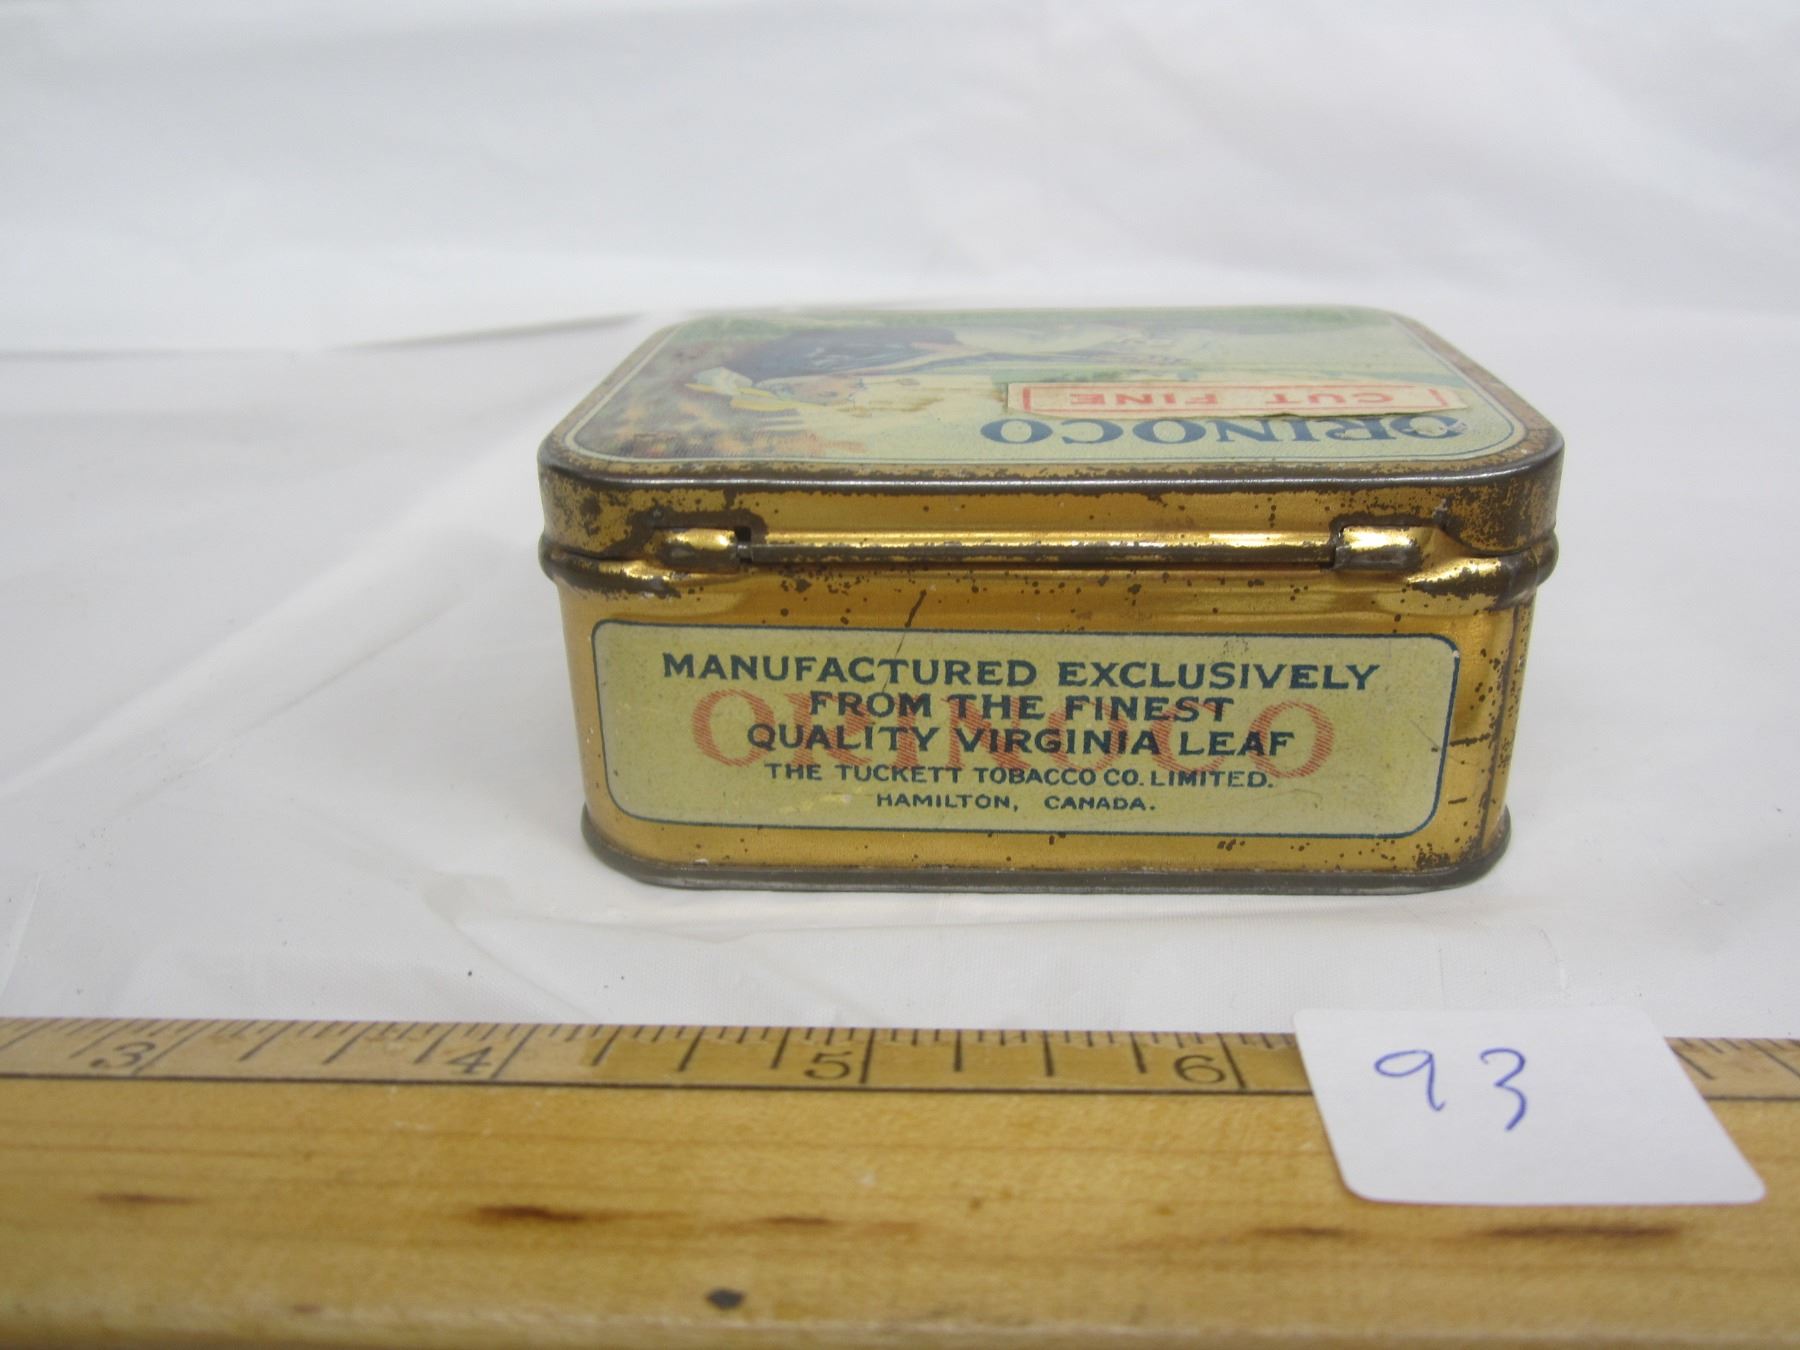 CUT FINE
ORINOCO
MANUFACTURED EXCLUSIVELY
FROM THE FINEST
QUALITY VIRGINIA LEAF
ORINOCO
THE TUCKETT TOBACCO CO. LIMITED.
HAMILTON, CANADA.
3 4 5 6
93